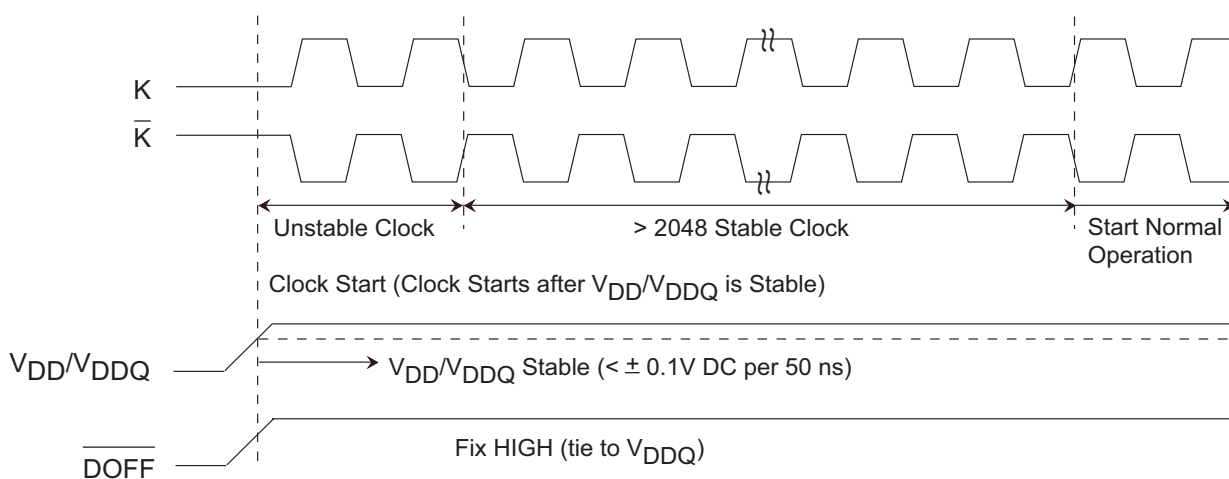 K
K̅
Unstable Clock
> 2048 Stable Clock
Start Normal
Operation
Clock Start (Clock Starts after VDD/VDDQ is Stable)
VDD/VDDQ
VDD/VDDQ Stable (< ± 0.1V DC per 50 ns)
Fix HIGH (tie to VDDQ)
D̅O̅F̅F̅